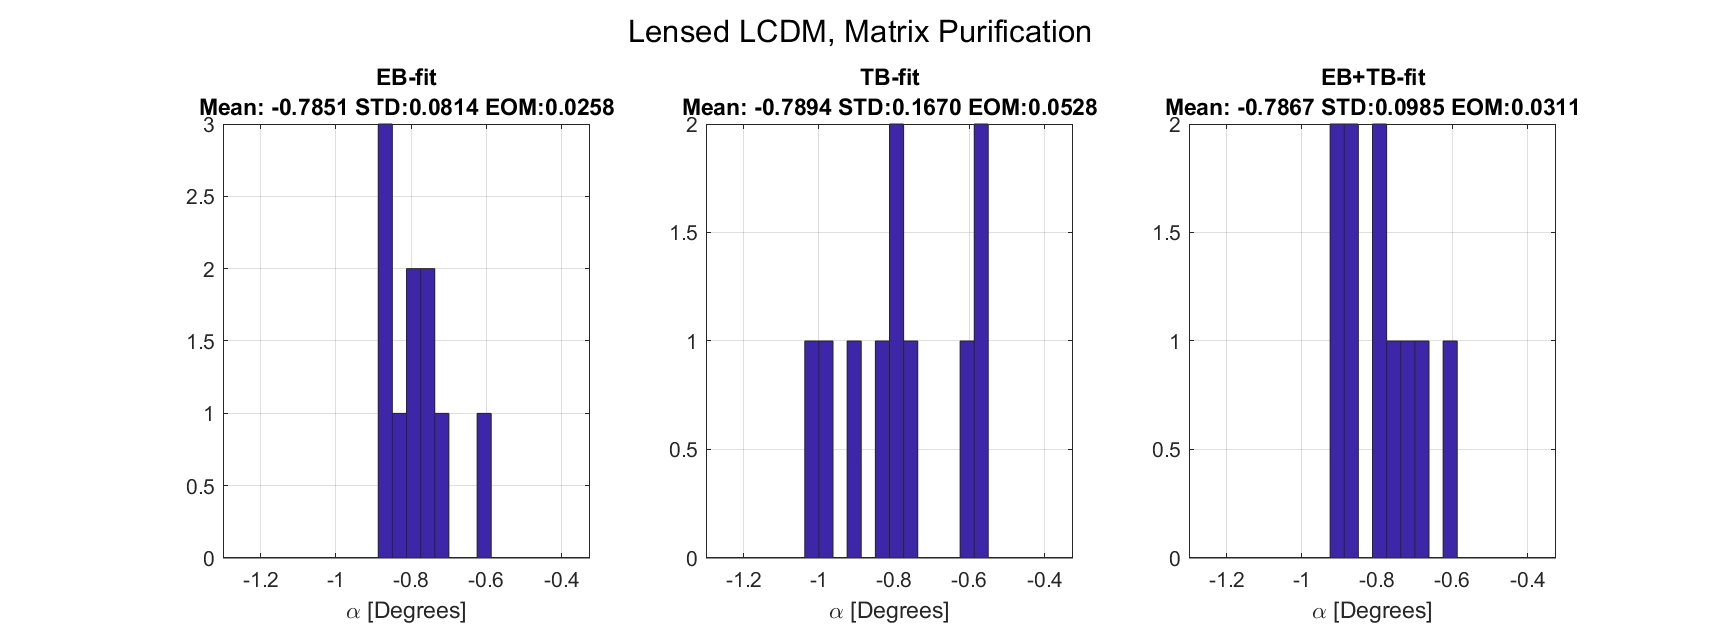 Lensed LCDM, Matrix Purification
EB-fit
Mean: -0.7851 STD:0.0814 EOM:0.0258
3
2.5
2
1.5
1
0.5
0
-1.2 -1 -0.8 -0.6 -0.4
α [Degrees]
TB-fit
Mean: -0.7894 STD:0.1670 EOM:0.0528
2
1.5
1
0.5
0
-1.2 -1 -0.8 -0.6 -0.4
α [Degrees]
EB+TB-fit
Mean: -0.7867 STD:0.0985 EOM:0.0311
2
1.5
1
0.5
0
-1.2 -1 -0.8 -0.6 -0.4
α [Degrees]